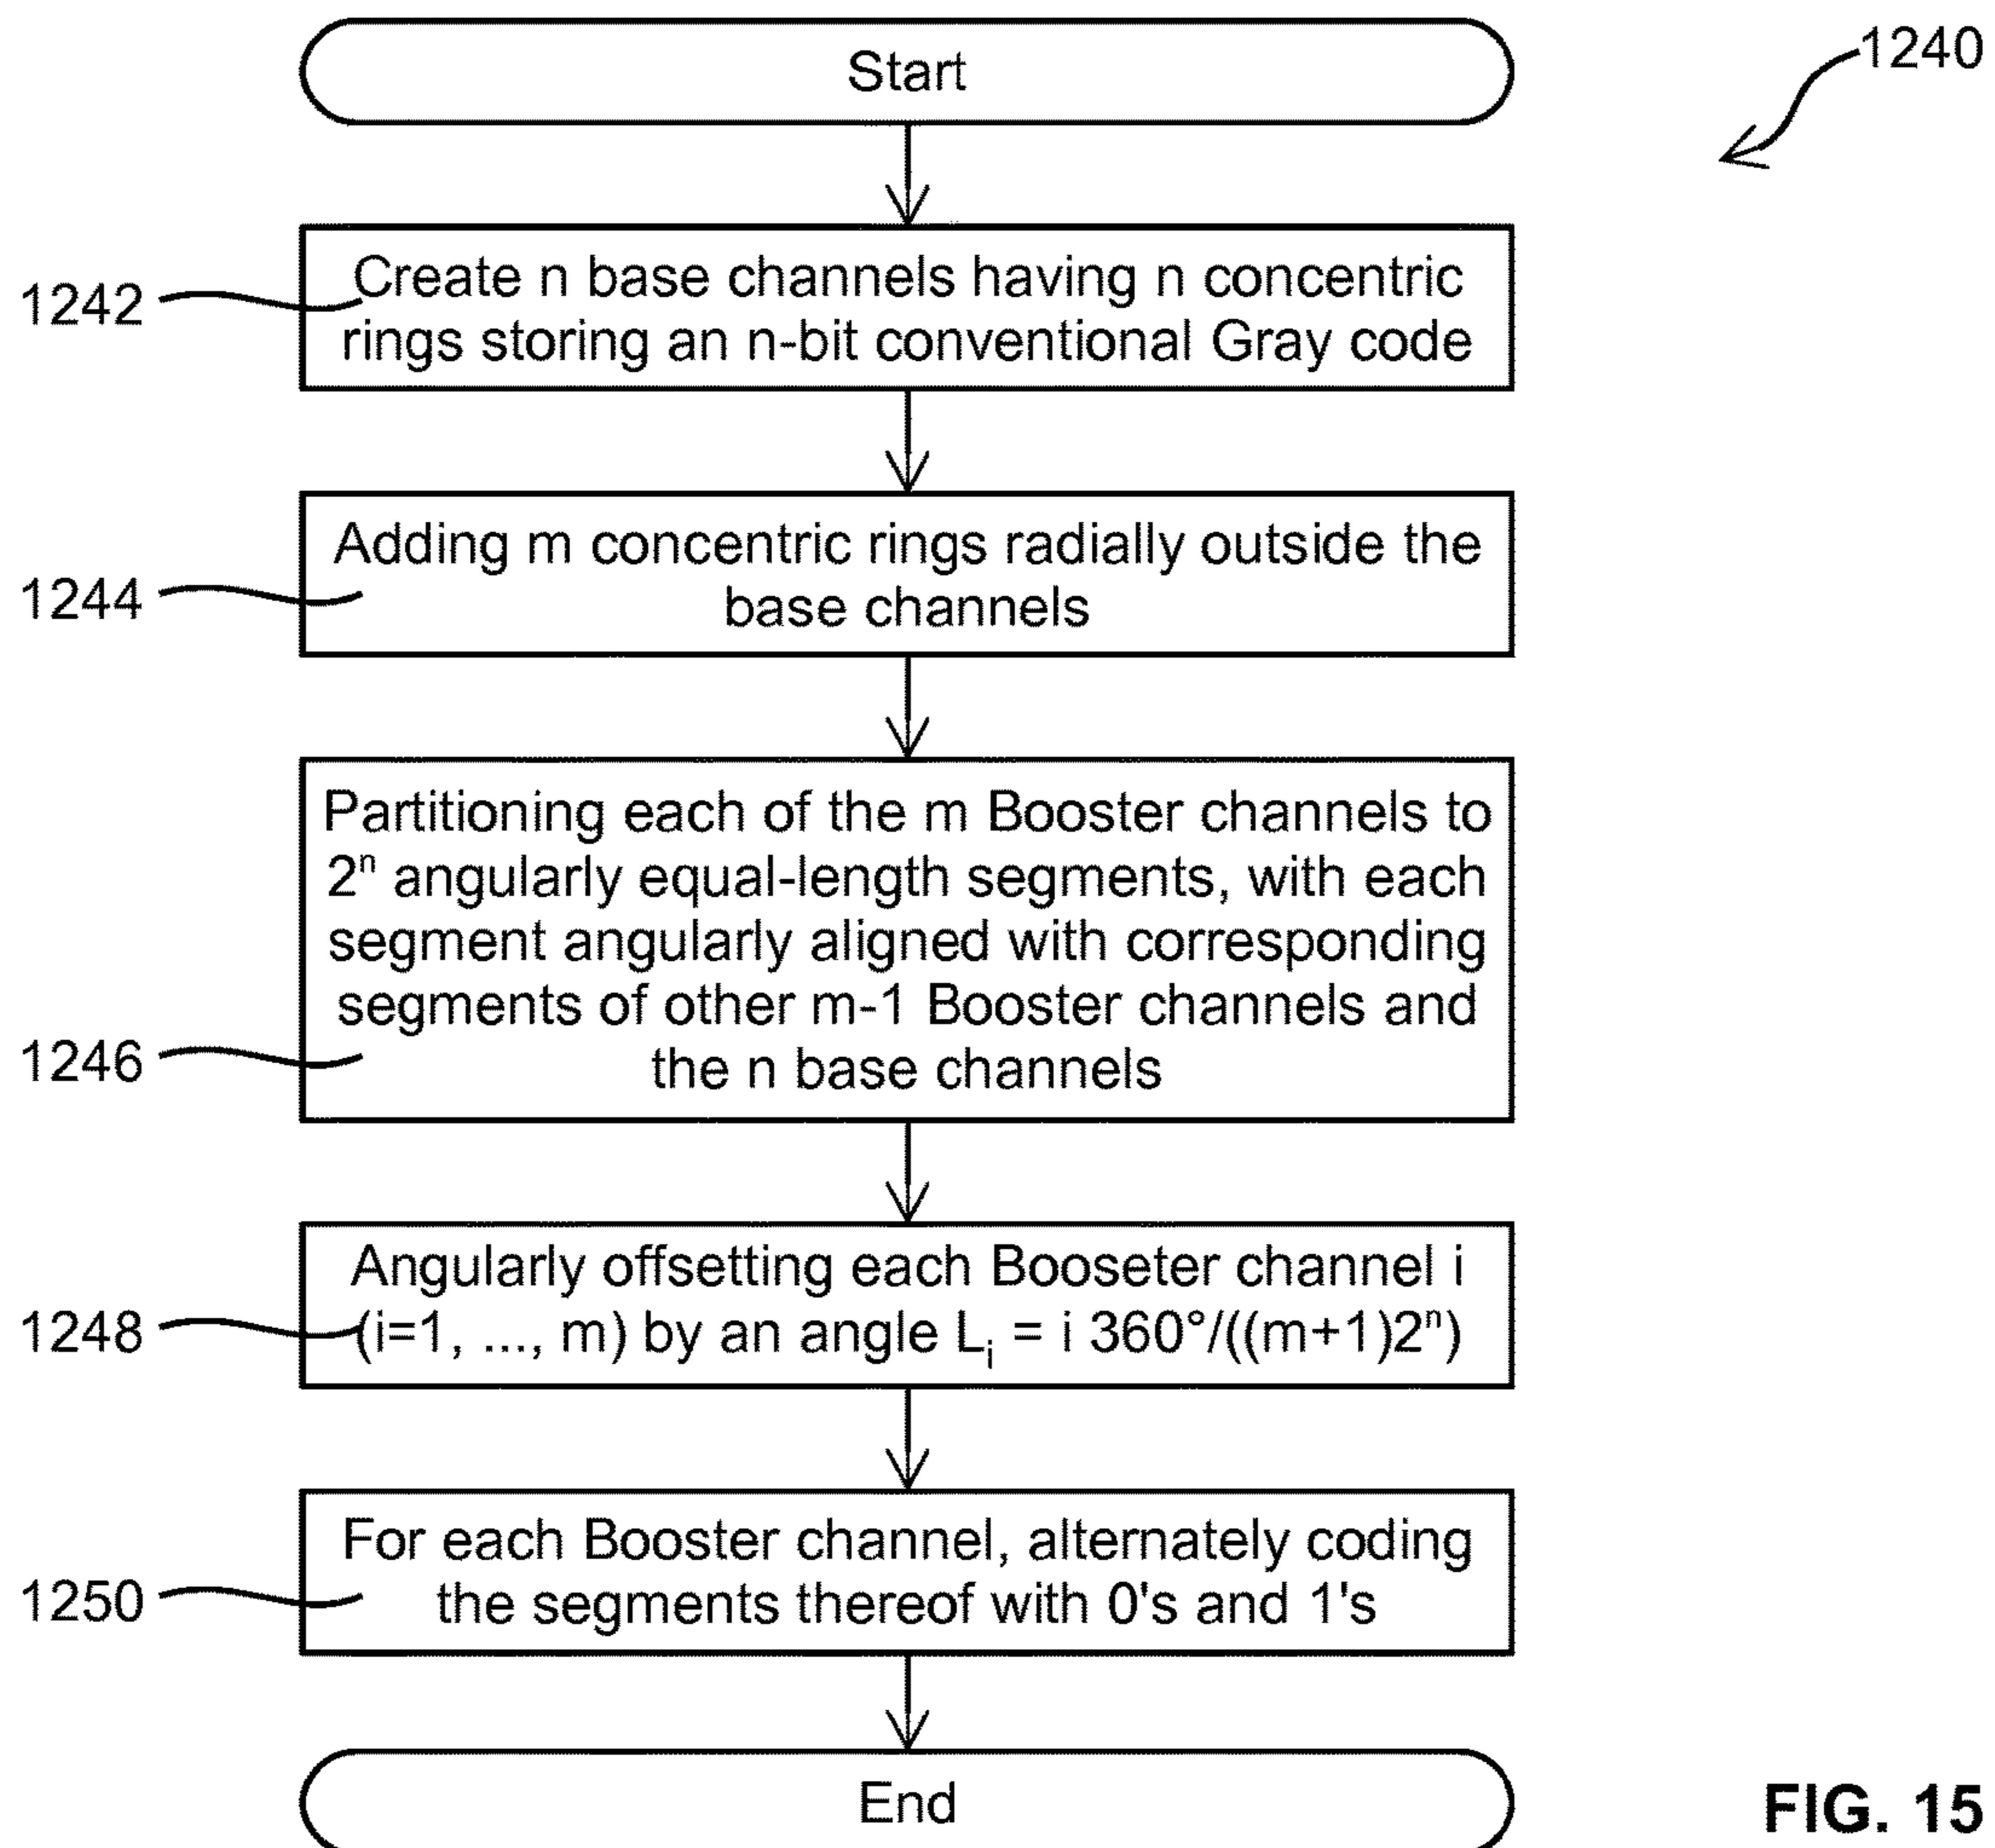 Start
1240
1242
Create n base channels having n concentric
rings storing an n-bit conventional Gray code
1244
Adding m concentric rings radially outside the
base channels
1246
Partitioning each of the m Booster channels to
2ⁿ angularly equal-length segments, with each
segment angularly aligned with corresponding
segments of other m-1 Booster channels and
the n base channels
1248
Angularly offsetting each Booseter channel i
(i=1, ..., m) by an angle Lᵢ = i 360°/((m+1)2ⁿ)
1250
For each Booster channel, alternately coding
the segments thereof with 0's and 1's
End
FIG. 15